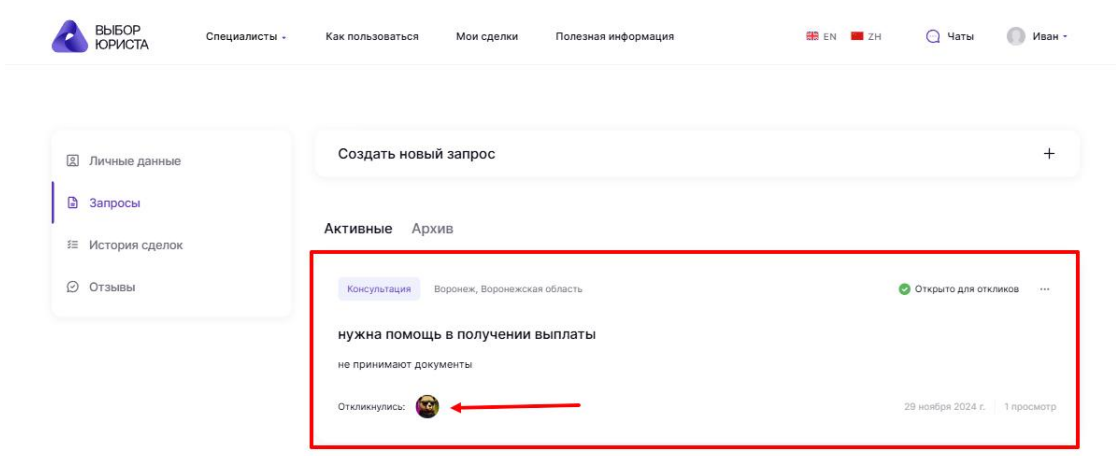 ВЫБОР
ЮРИСТА
Специалисты
Как пользоваться
Мои сделки
Полезная информация
EN
ZH
Чаты
Иван
Личные данные
Запросы
История сделок
Отзывы
Создать новый запрос
Активные Архив
Консультация Воронеж, Воронежская область Открыто для откликов
нужна помощь в получении выплаты
не принимают документы
Откликнулись: 29 ноября 2024 г. 1 просмотр